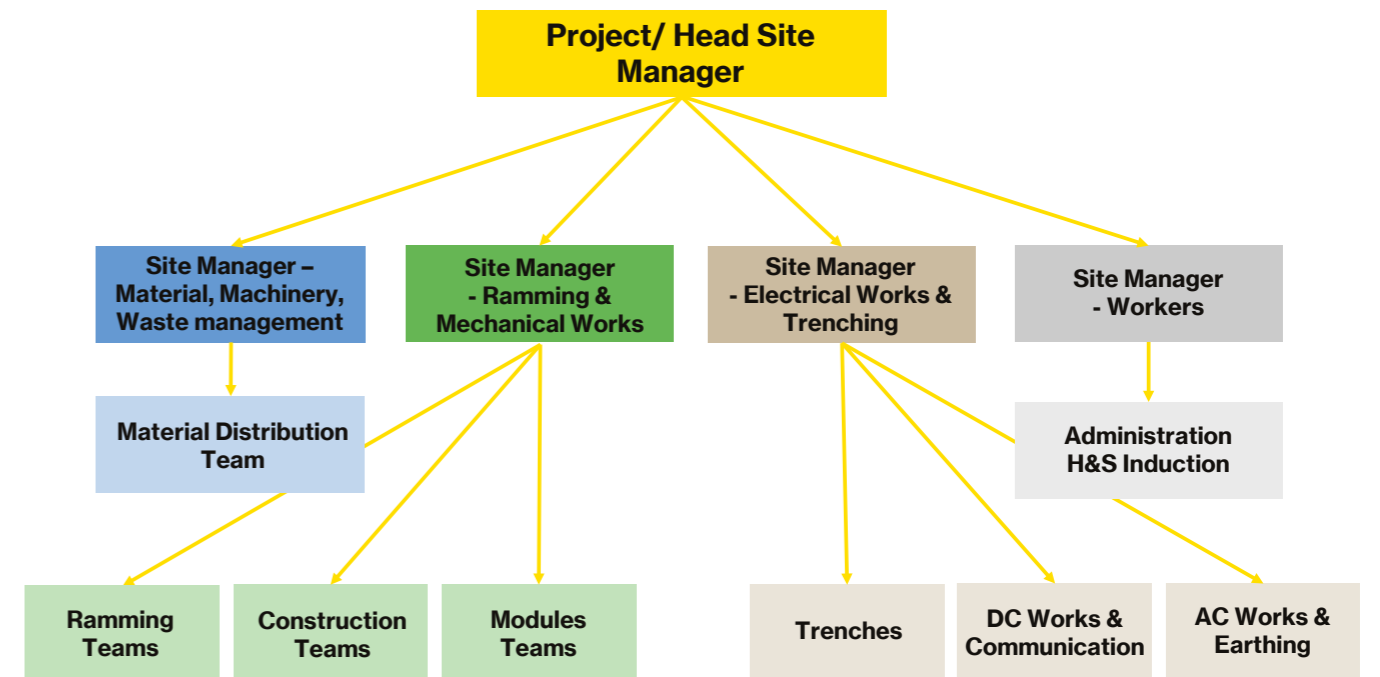 Project/ Head Site
Manager
Site Manager –
Material, Machinery,
Waste management
Site Manager
- Ramming &
Mechanical Works
Site Manager
- Electrical Works &
Trenching
Site Manager
- Workers
Material Distribution
Team
Administration
H&S Induction
Ramming
Teams
Construction
Teams
Modules
Teams
Trenches
DC Works &
Communication
AC Works &
Earthing